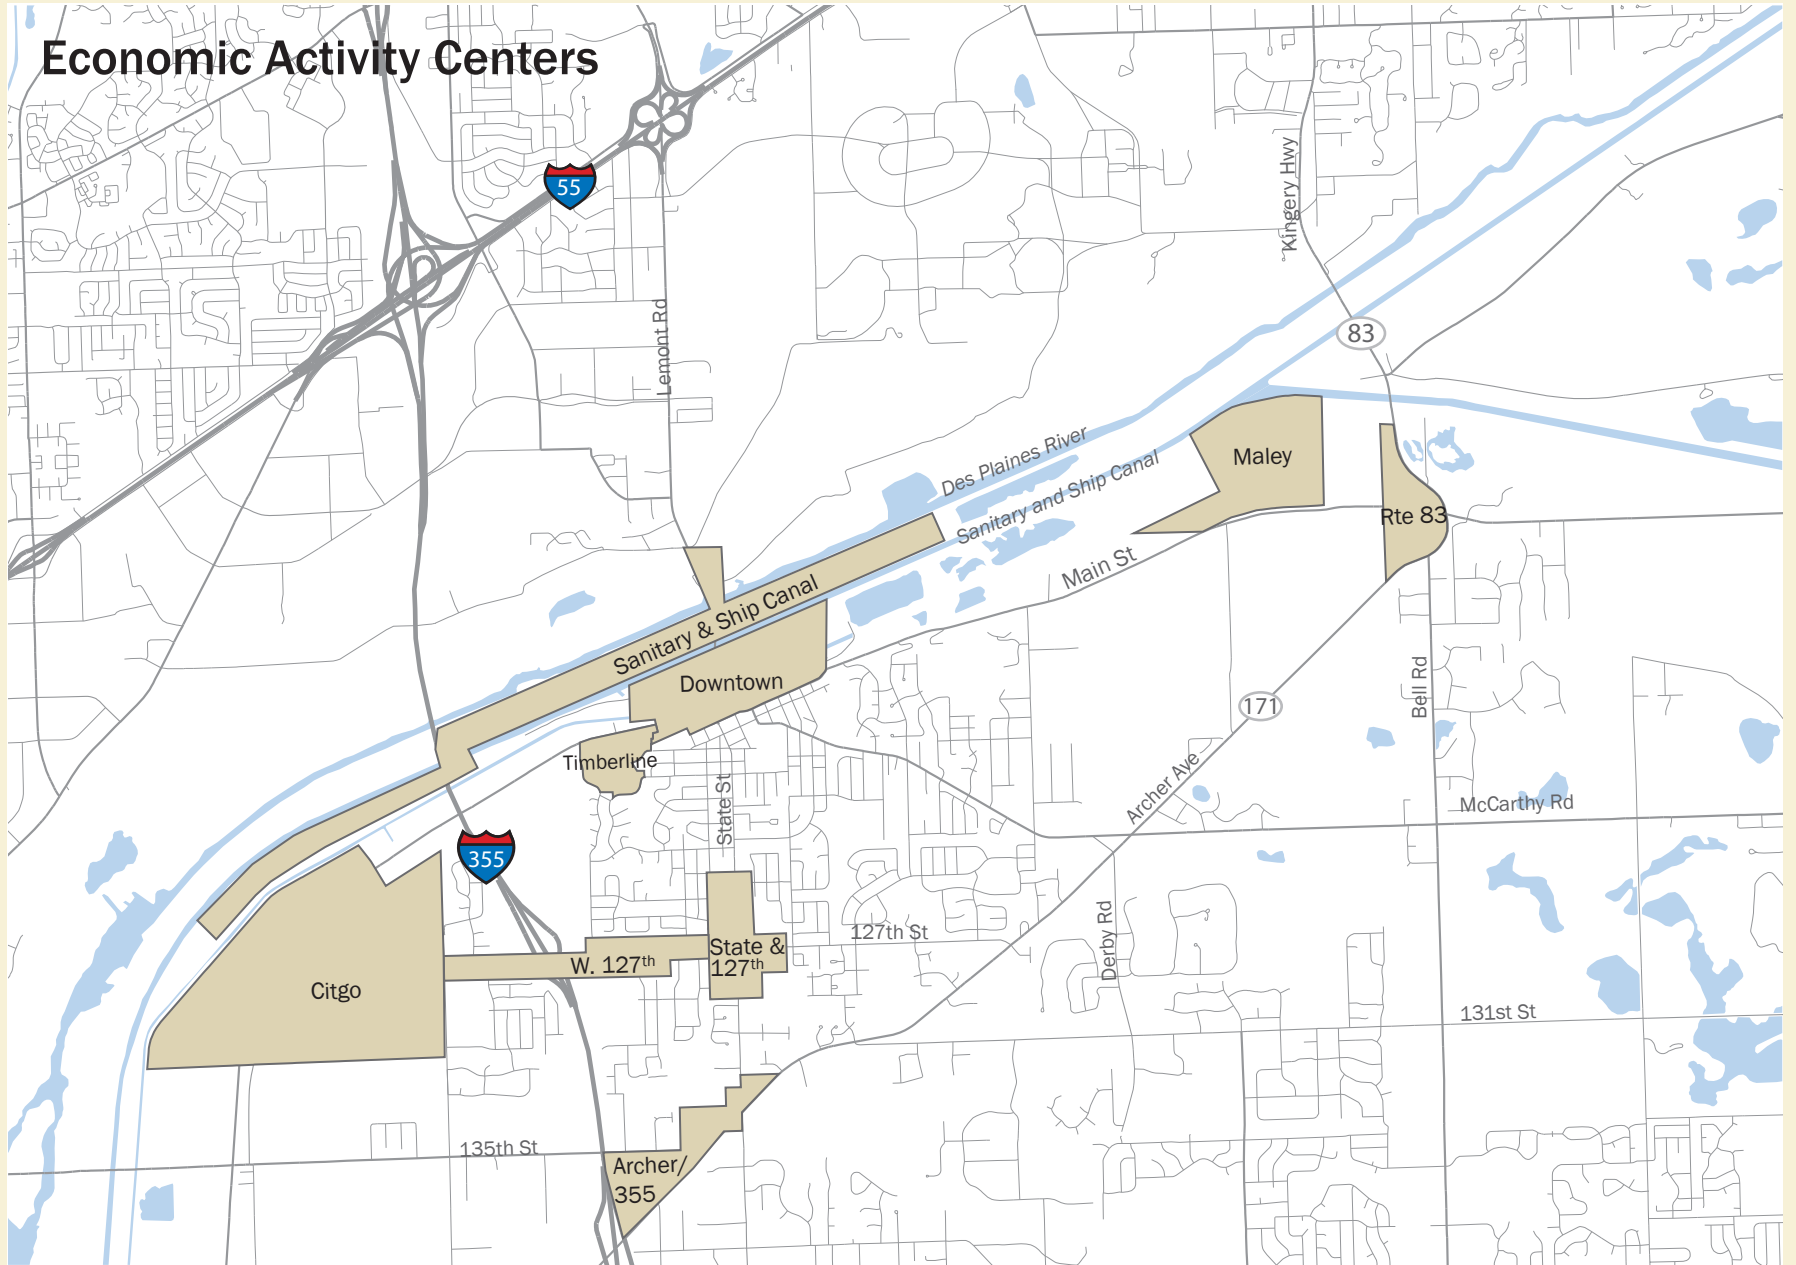 Economic Activity Centers
55
Kingery Hwy
Lemont Rd
83
Des Plaines River
Sanitary and Ship Canal
Maley
Rte 83
Main St
Sanitary & Ship Canal
Downtown
Timberline
State St
171
Bell Rd
Archer Ave
McCarthy Rd
355
127th St
Derby Rd
State &
127th
W. 127th
Citgo
131st St
135th St
Archer/
355